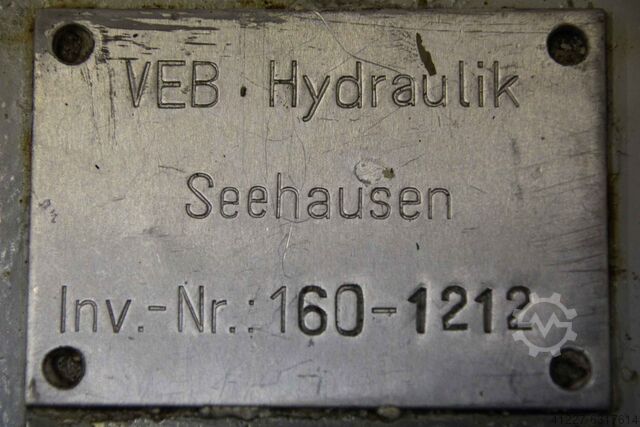 VEB Hydraulik
Seehausen
Inv.-Nr.: 160-1212